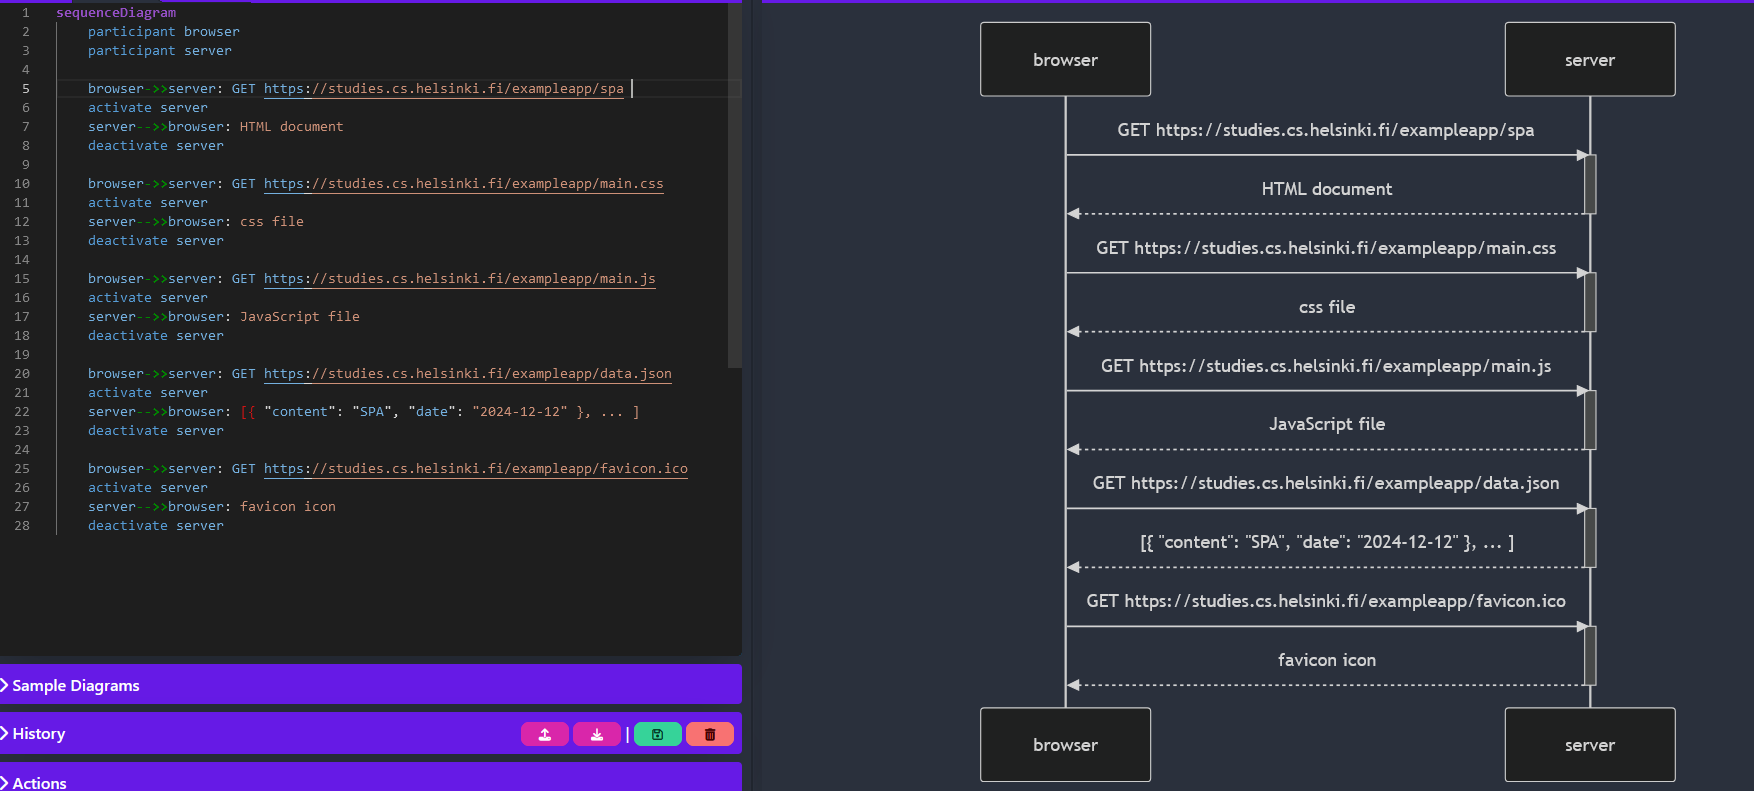 1 sequenceDiagram
2 participant browser
3 participant server
4
5 browser->>server: GET https://studies.cs.helsinki.fi/exampleapp/spa
6 activate server
7 server-->>browser: HTML document
8 deactivate server
9
10 browser->>server: GET https://studies.cs.helsinki.fi/exampleapp/main.css
11 activate server
12 server-->>browser: css file
13 deactivate server
14
15 browser->>server: GET https://studies.cs.helsinki.fi/exampleapp/main.js
16 activate server
17 server-->>browser: JavaScript file
18 deactivate server
19
20 browser->>server: GET https://studies.cs.helsinki.fi/exampleapp/data.json
21 activate server
22 server-->>browser: [{ "content": "SPA", "date": "2024-12-12" }, ... ]
23 deactivate server
24
25 browser->>server: GET https://studies.cs.helsinki.fi/exampleapp/favicon.ico
26 activate server
27 server-->>browser: favicon icon
28 deactivate server
Sample Diagrams
History
Actions
browser server
GET https://studies.cs.helsinki.fi/exampleapp/spa
HTML document
GET https://studies.cs.helsinki.fi/exampleapp/main.css
css file
GET https://studies.cs.helsinki.fi/exampleapp/main.js
JavaScript file
GET https://studies.cs.helsinki.fi/exampleapp/data.json
[{ "content": "SPA", "date": "2024-12-12" }, ... ]
GET https://studies.cs.helsinki.fi/exampleapp/favicon.ico
favicon icon
browser server